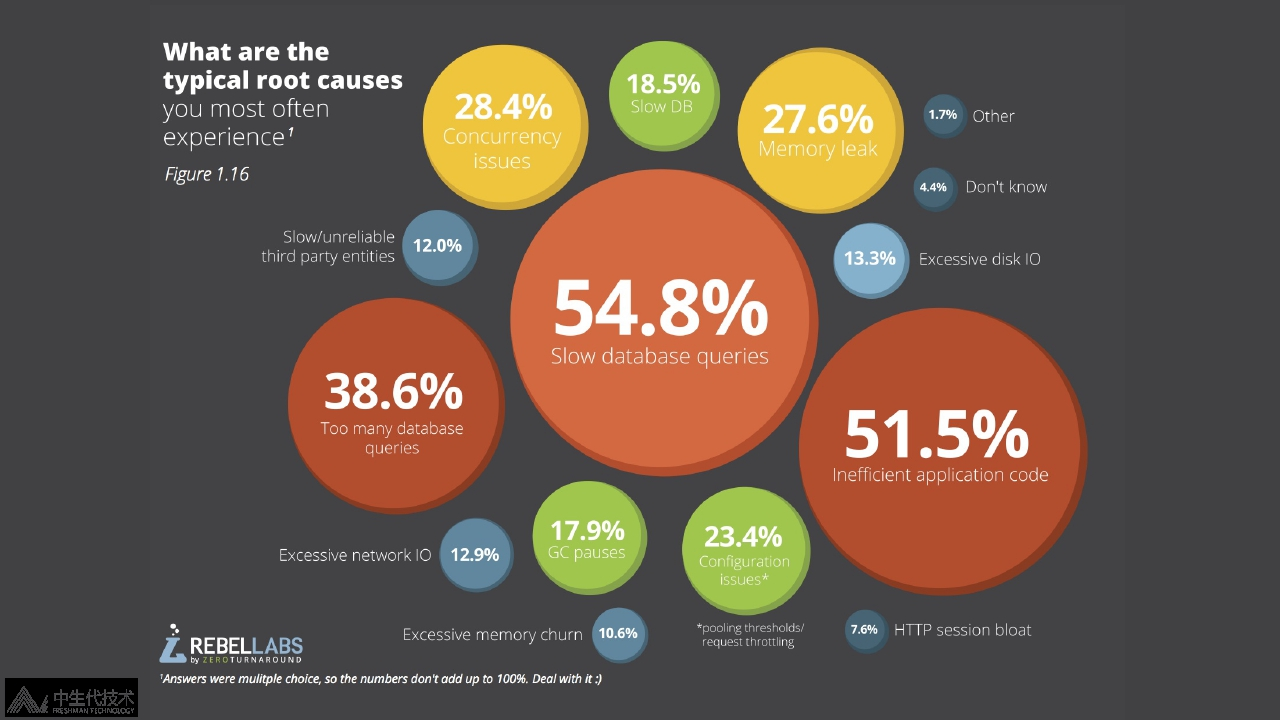 What are the
typical root causes
you most often
experience¹
Figure 1.16
28.4%
Concurrency
issues
18.5%
Slow DB
27.6%
Memory leak
1.7%
Other
4.4%
Don't know
Slow/unreliable
third party entities
12.0%
13.3%
Excessive disk IO
54.8%
Slow database queries
38.6%
Too many database
queries
51.5%
Inefficient application code
Excessive network IO
12.9%
17.9%
GC pauses
23.4%
Configuration
issues*
Excessive memory churn
10.6%
*pooling thresholds/
request throttling
7.6%
HTTP session bloat
REBELLABS
by ZEROTURNAROUND
¹Answers were mulitple choice, so the numbers don't add up to 100%. Deal with it :)
中生代技术
FRESHMAN TECHNOLOGY